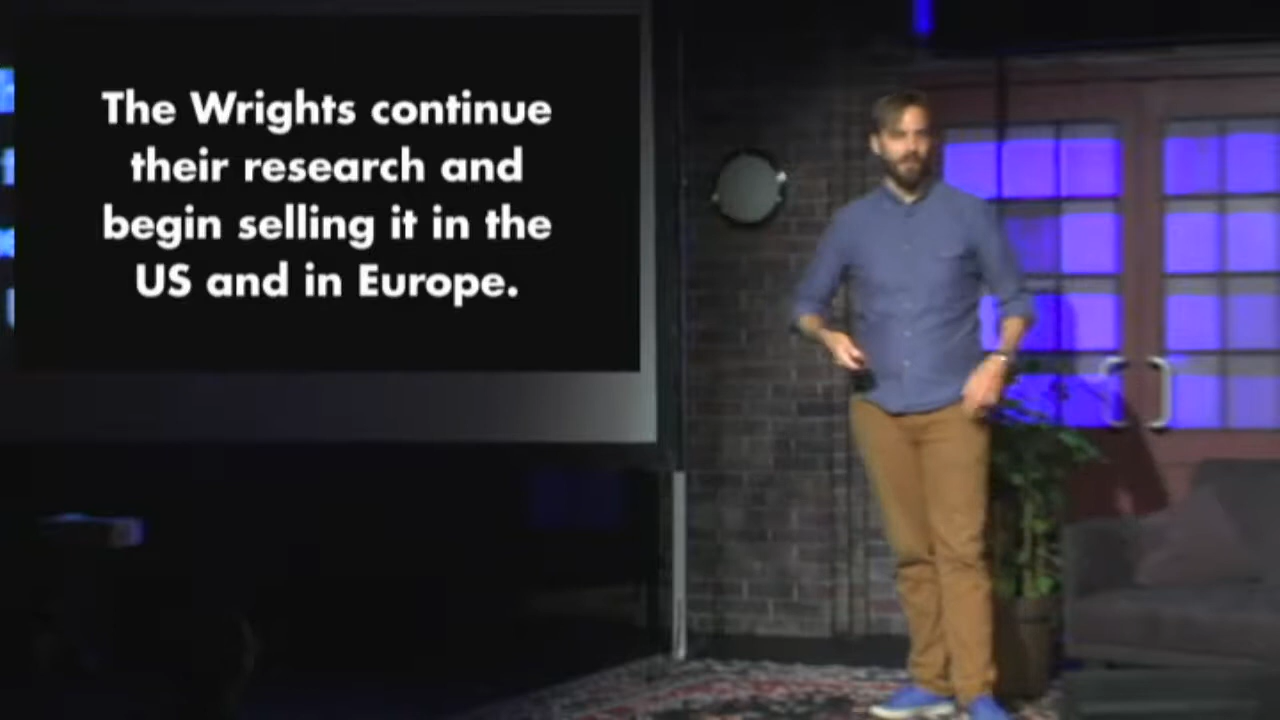 The Wrights continue
their research and
begin selling it in the
US and in Europe.